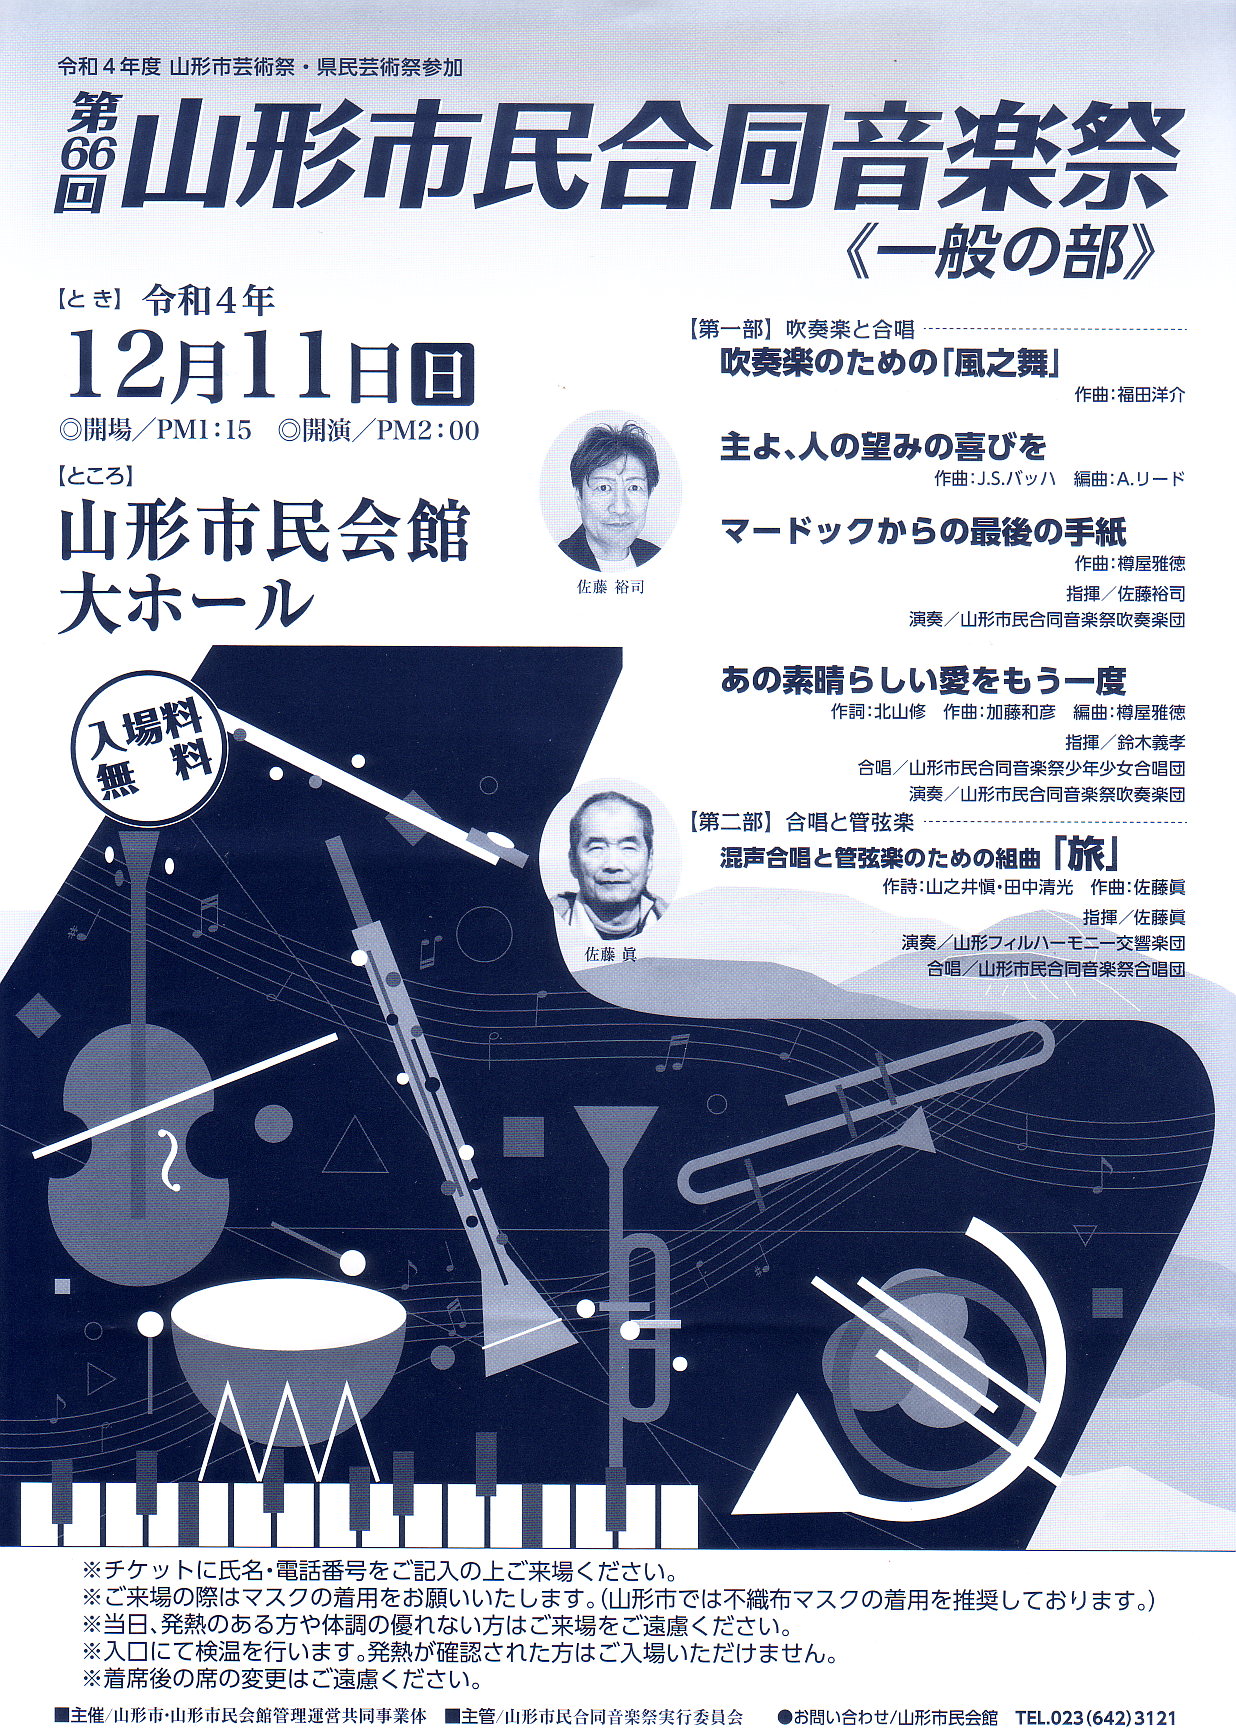 令和4年度 山形市芸術祭・県民芸術祭参加
第66回 山形市民合同音楽祭
《一般の部》
【とき】 令和4年
12月11日 日
◎開場／PM1：15 ◎開演／PM2：00
【ところ】
山形市民会館
大ホール
入場料
無 料
佐藤 裕司
【第一部】吹奏楽と合唱
吹奏楽のための「風之舞」
作曲：福田洋介
主よ、人の望みの喜びを
作曲：J.S.バッハ 編曲：A.リード
マードックからの最後の手紙
作曲：樽屋雅徳
指揮／佐藤裕司
演奏／山形市民合同音楽祭吹奏楽団
あの素晴らしい愛をもう一度
作詞：北山修 作曲：加藤和彦 編曲：樽屋雅徳
指揮／鈴木義孝
合唱／山形市民合同音楽祭少年少女合唱団
演奏／山形市民合同音楽祭吹奏楽団
【第二部】合唱と管弦楽
混声合唱と管弦楽のための組曲「旅」
作詩：山之井愼・田中清光 作曲：佐藤眞
指揮／佐藤眞
演奏／山形フィルハーモニー交響楽団
合唱／山形市民合同音楽祭合唱団
佐藤 眞
※チケットに氏名・電話番号をご記入の上ご来場ください。
※ご来場の際はマスクの着用をお願いいたします。(山形市では不織布マスクの着用を推奨しております。)
※当日、発熱のある方や体調の優れない方はご来場をご遠慮ください。
※入口にて検温を行います。発熱が確認された方はご入場いただけません。
※着席後の席の変更はご遠慮ください。
■主催/山形市・山形市民会館管理運営共同事業体 ■主管/山形市民合同音楽祭実行委員会 ●お問い合わせ/山形市民会館 TEL.023(642)3121